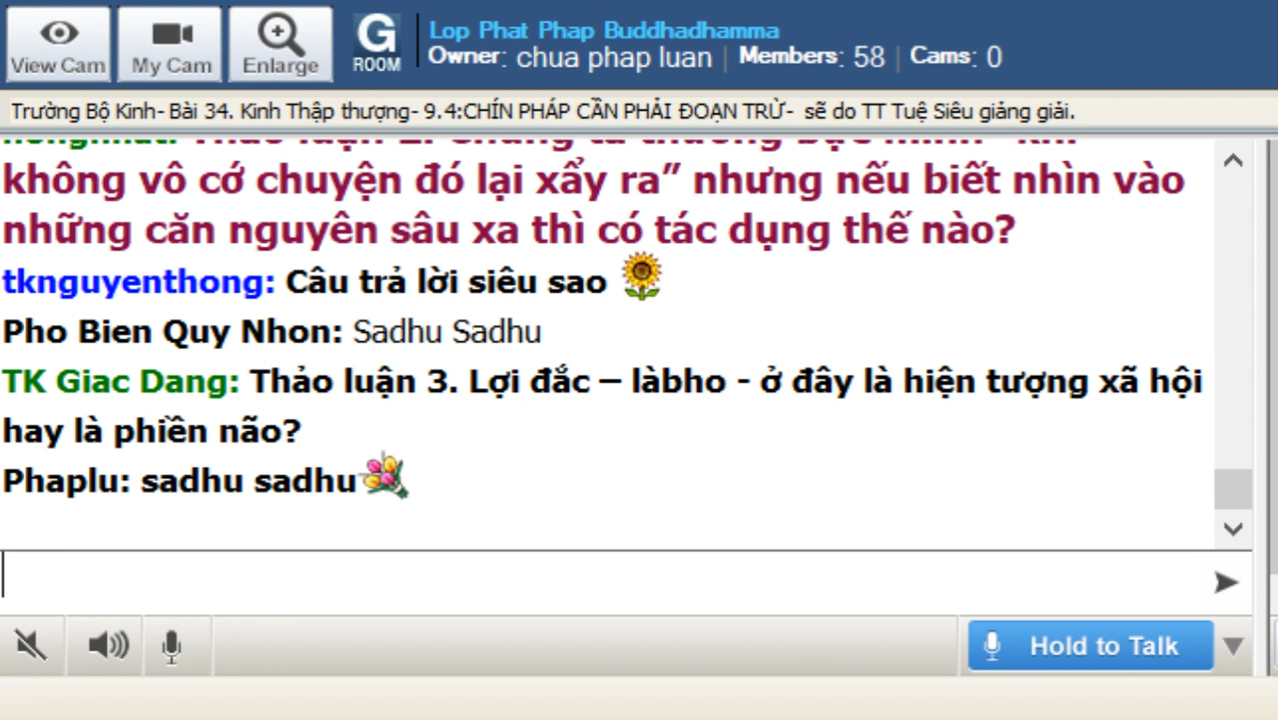 Lop Phat Phap Buddhadhamma
View Cam My Cam Enlarge G ROOM Owner: chua phap luan | Members: 58 | Cams: 0
Trường Bộ Kinh- Bài 34. Kinh Thập thượng- 9.4:CHÍN PHÁP CẦN PHẢI ĐOẠN TRỪ- sẽ do TT Tuệ Siêu giảng giải.
không vô cớ chuyện đó lại xẩy ra” nhưng nếu biết nhìn vào
những căn nguyên sâu xa thì có tác dụng thế nào?
tknguyenthong: Câu trả lời siêu sao
Pho Bien Quy Nhon: Sadhu Sadhu
TK Giac Dang: Thảo luận 3. Lợi đắc – làbho - ở đây là hiện tượng xã hội
hay là phiền não?
Phaplu: sadhu sadhu
Hold to Talk